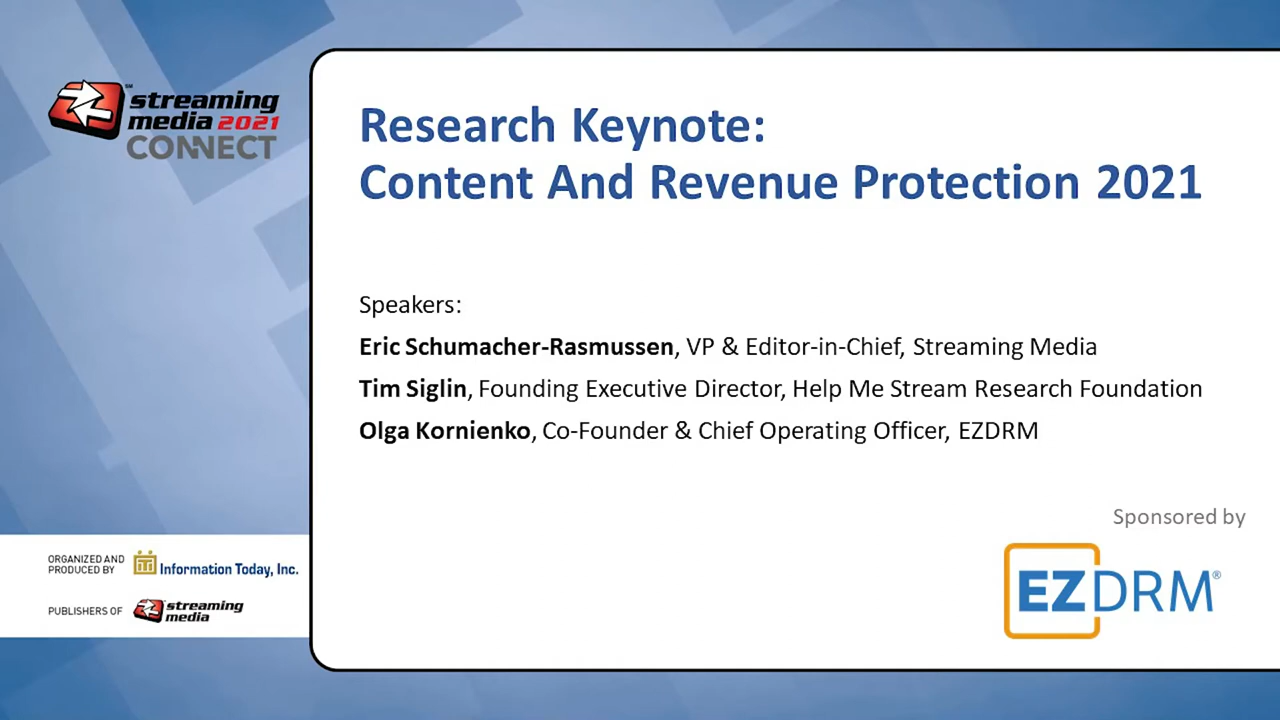 streaming
media 2021
CONNECT
SM
Research Keynote:
Content And Revenue Protection 2021
Speakers:
Eric Schumacher-Rasmussen, VP & Editor-in-Chief, Streaming Media
Tim Siglin, Founding Executive Director, Help Me Stream Research Foundation
Olga Kornienko, Co-Founder & Chief Operating Officer, EZDRM
Sponsored by
EZDRM®
ORGANIZED AND
PRODUCED BY
Information Today, Inc.
PUBLISHERS OF
streaming
media